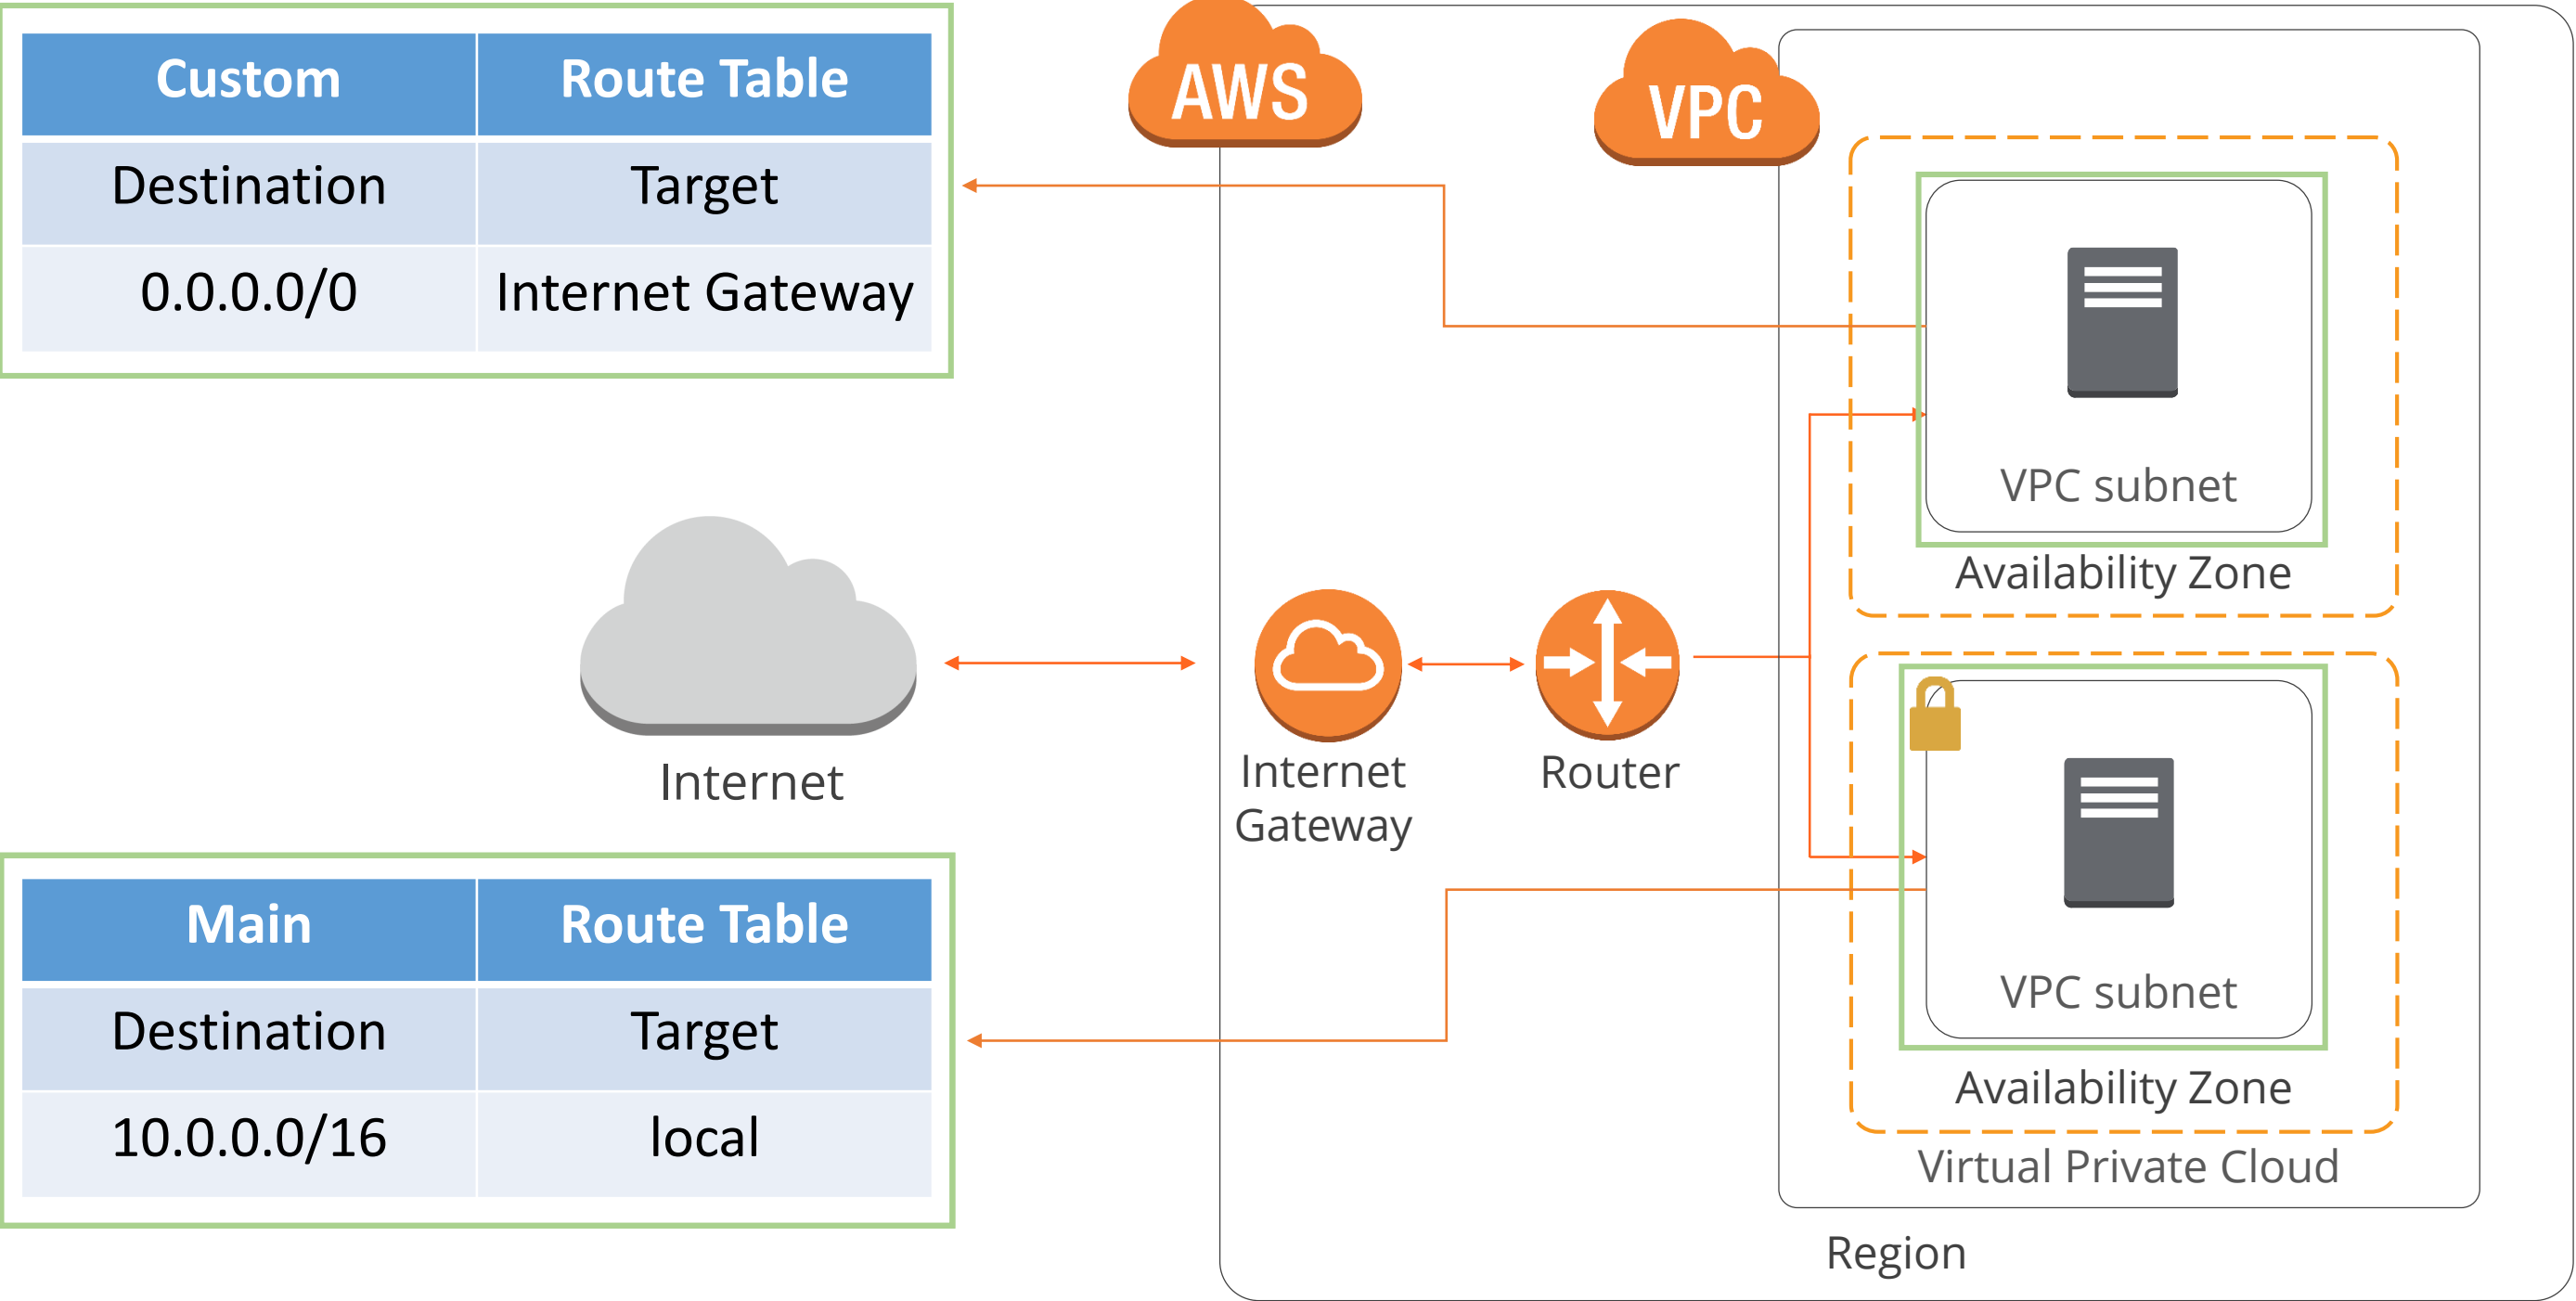 Custom Route Table
Destination Target
0.0.0.0/0 Internet Gateway
AWS
VPC
VPC subnet
Availability Zone
Internet
Internet
Gateway
Router
Main Route Table
Destination Target
10.0.0.0/16 local
VPC subnet
Availability Zone
Virtual Private Cloud
Region